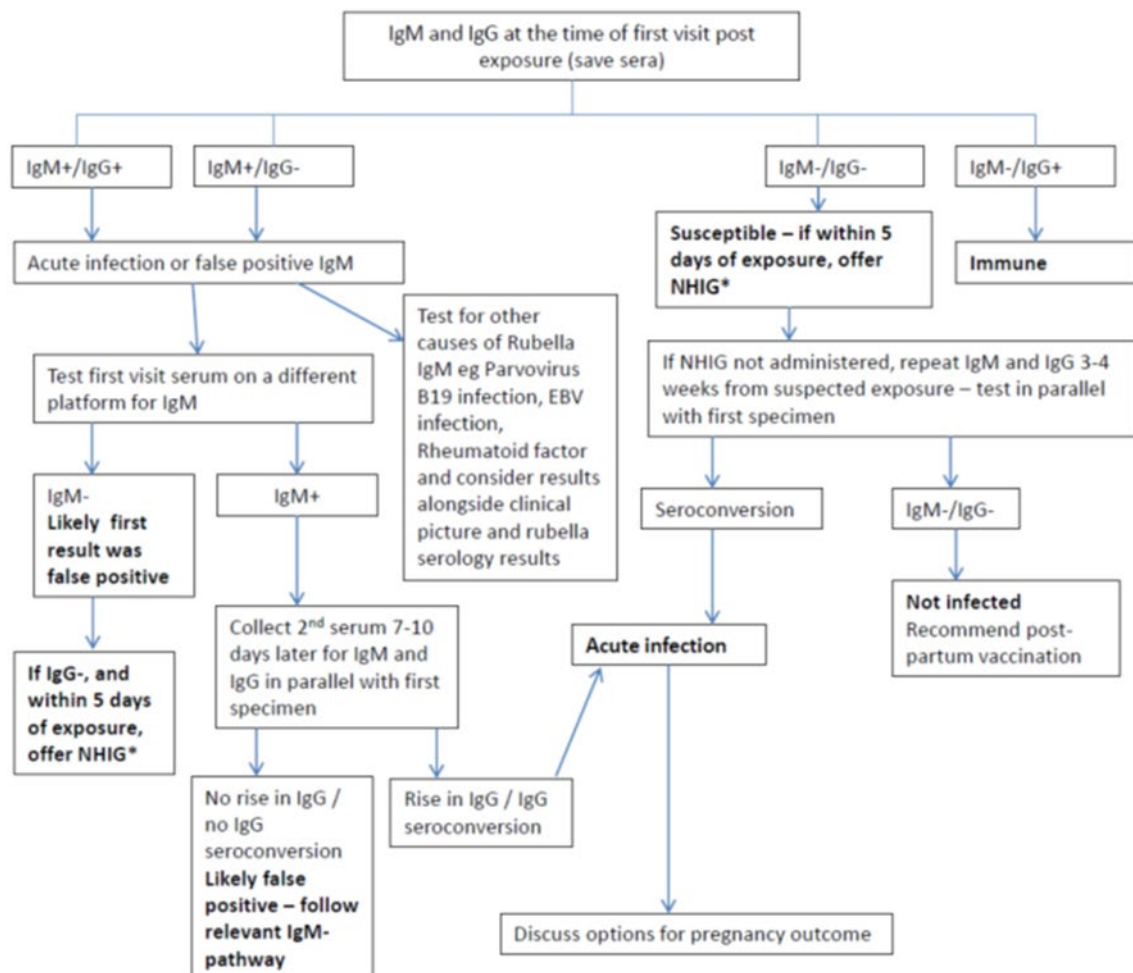 IgM and IgG at the time of first visit post
exposure (save sera)
IgM+/IgG+
IgM+/IgG-
IgM-/IgG-
IgM-/IgG+
Acute infection or false positive IgM
Susceptible – if within 5
days of exposure, offer
NHIG*
Immune
Test first visit serum on a different
platform for IgM
Test for other
causes of Rubella
IgM eg Parvovirus
B19 infection, EBV
infection,
Rheumatoid factor
and consider results
alongside clinical
picture and rubella
serology results
If NHIG not administered, repeat IgM and IgG 3-4
weeks from suspected exposure – test in parallel
with first specimen
IgM-
Likely first
result was
false positive
IgM+
Seroconversion
IgM-/IgG-
If IgG-, and
within 5 days
of exposure,
offer NHIG*
Collect 2nd serum 7-10
days later for IgM and
IgG in parallel with first
specimen
Acute infection
Not infected
Recommend post-
partum vaccination
No rise in IgG /
no IgG
seroconversion
Likely false
positive – follow
relevant IgM-
pathway
Rise in IgG / IgG
seroconversion
Discuss options for pregnancy outcome